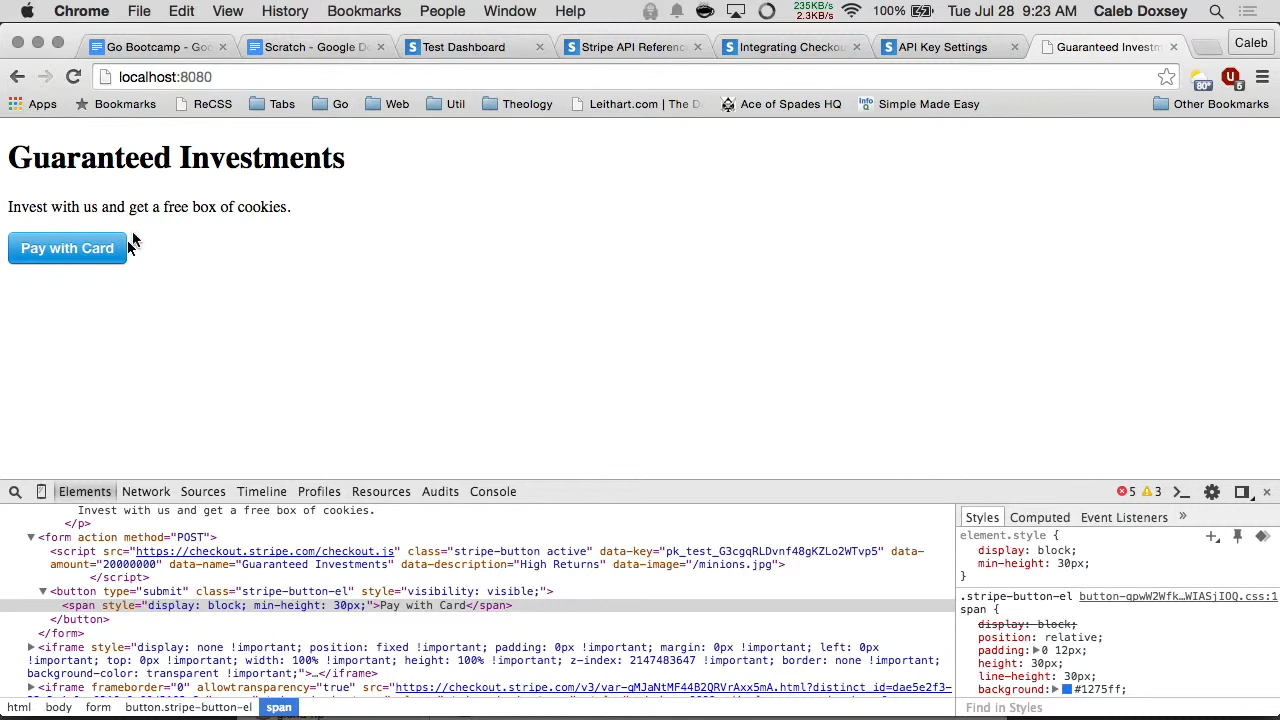 Chrome File Edit View History Bookmarks People Window Help 235KB/s 2.3KB/s 100% Tue Jul 28 9:23 AM Caleb Doxsey
Go Bootcamp - Goo Scratch - Google Do Test Dashboard Stripe API Referenc Integrating Checkou API Key Settings Guaranteed Investm Caleb
localhost:8080 80° 5
Apps Bookmarks ReCSS Tabs Go Web Util Theology Leithart.com | The D Ace of Spades HQ Info Q Simple Made Easy Other Bookmarks
Guaranteed Investments
Invest with us and get a free box of cookies.
Pay with Card
Elements Network Sources Timeline Profiles Resources Audits Console 5 3
Invest with us and get a free box of cookies.
</p>
<form action method="POST">
<script src="https://checkout.stripe.com/checkout.js" class="stripe-button active" data-key="pk_test_G3cgqRLDvnf48gKZLo2WTvp5" data-
amount="20000000" data-name="Guaranteed Investments" data-description="High Returns" data-image="/minions.jpg">
</script>
<button type="submit" class="stripe-button-el" style="visibility: visible;">
<span style="display: block; min-height: 30px;">Pay with Card</span>
</button>
</form>
<iframe style="display: none !important; position: fixed !important; padding: 0px !important; margin: 0px !important; left: 0px
!important; top: 0px !important; width: 100% !important; height: 100% !important; z-index: 2147483647 !important; border: none !important;
background-color: transparent !important;">…</iframe>
<iframe frameborder="0" allowtransparency="true" src="https://checkout.stripe.com/v3/var-qMJaNtMF44B2QRVrAxx5mA.html?distinct_id=dae5e2f3-
html body form button.stripe-button-el span
Styles Computed Event Listeners »
element.style {
display: block;
min-height: 30px;
}
.stripe-button-el button-qpwW2Wfk…WIASjIOQ.css:1
span {
display: block;
position: relative;
padding: 0 12px;
height: 30px;
line-height: 30px;
background: #1275ff;
Find in Styles